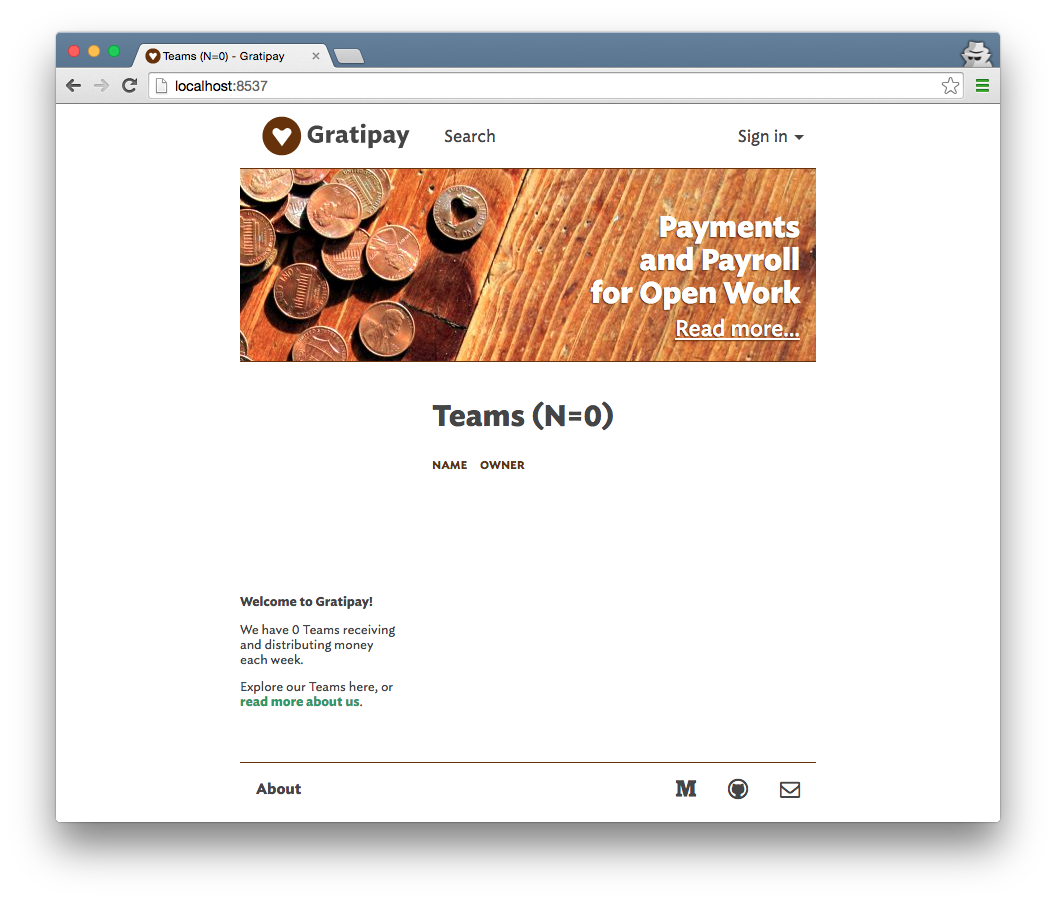 Teams (N=0) - Gratipay
localhost:8537
Gratipay
Search
Sign in
Payments
and Payroll
for Open Work
Read more...
Teams (N=0)
NAME OWNER
Welcome to Gratipay!
We have 0 Teams receiving
and distributing money
each week.
Explore our Teams here, or
read more about us.
About
M